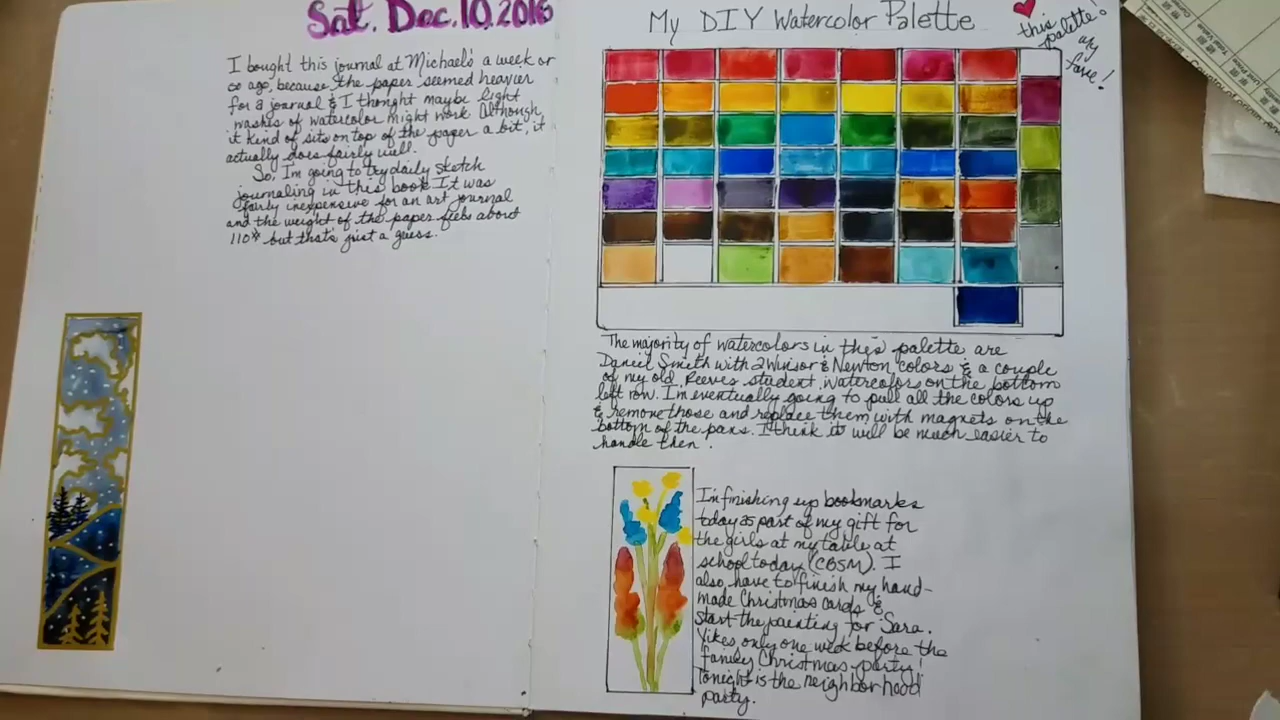 Sat. Dec. 10. 2016
I bought this journal at Michael's a week or
so ago, because the paper seemed heavier
for a journal & I thought maybe light
washes of watercolor might work. Although,
it kind of sits on top of the paper a bit, it
actually does fairly well.
So, I'm going to try daily sketch
journaling in this book. It was
fairly inexpensive for an art journal
and the weight of the paper feels about
110# but that's just a guess.
My DIY Watercolor Palette
this
palette!
my
fave!
The majority of watercolors in this palette are
Daniel Smith with 2 Winsor & Newton colors & a couple
of my old Reeves student watercolors on the bottom
left row. I'm eventually going to pull all the colors up
& remove those and replace them with magnets on the
bottom of the pans. I think it will be much easier to
handle then.
I'm finishing up bookmarks
today as part of my gift for
the girls at my table at
school today (CBSM). I
also have to finish my hand-
made Christmas cards &
start the painting for Sara.
Yikes only one week before the
family Christmas party!
Tonight is the neighborhood
party.